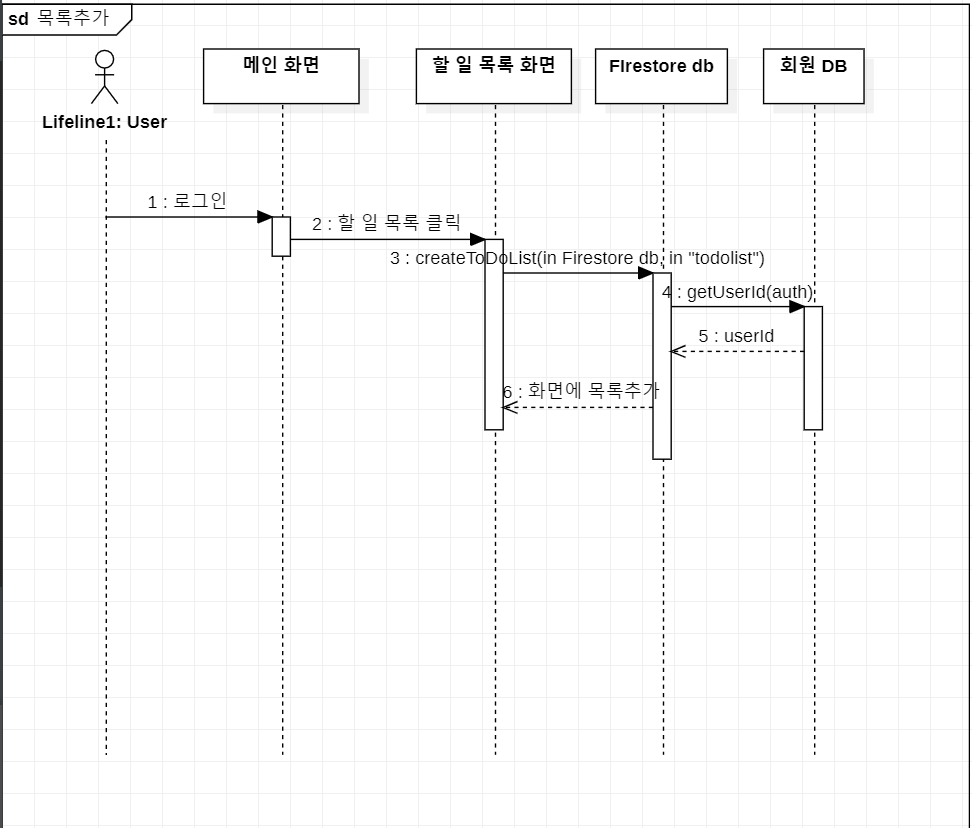 sd 목록추가
메인 화면
할 일 목록 화면
FIrestore db
회원 DB
Lifeline1: User
1 : 로그인
2 : 할 일 목록 클릭
3 : createToDoList(in Firestore db, in "todolist")
4 : getUserId(auth)
5 : userId
6 : 화면에 목록추가